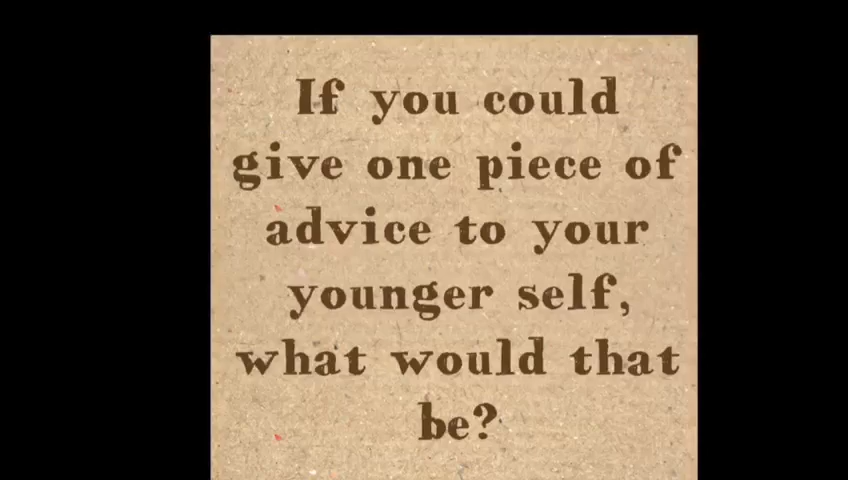 If you could
give one piece of
advice to your
younger self,
what would that
be?